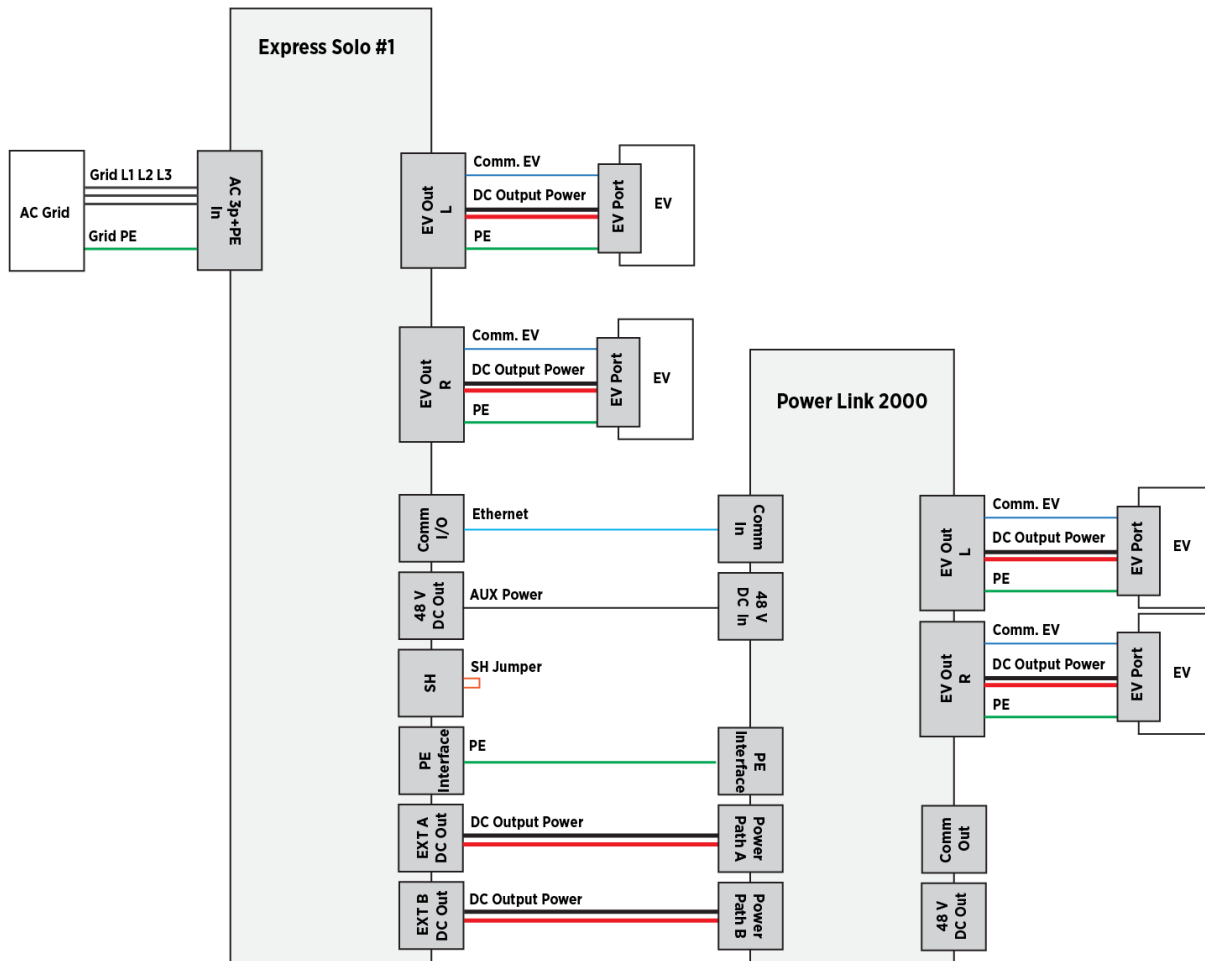 Express Solo #1
AC Grid
Grid L1 L2 L3
Grid PE
AC 3p+PE
In
EV Out
L
Comm. EV
DC Output Power
PE
EV Port
EV
EV Out
R
Comm. EV
DC Output Power
PE
EV Port
EV
Power Link 2000
Comm
I/O
Ethernet
Comm
In
48 V
DC Out
AUX Power
48 V
DC In
SH
SH Jumper
PE
Interface
PE
PE
Interface
EXT A
DC Out
DC Output Power
Power
Path A
EXT B
DC Out
DC Output Power
Power
Path B
EV Out
L
Comm. EV
DC Output Power
PE
EV Port
EV
EV Out
R
Comm. EV
DC Output Power
PE
EV Port
EV
Comm
Out
48 V
DC Out